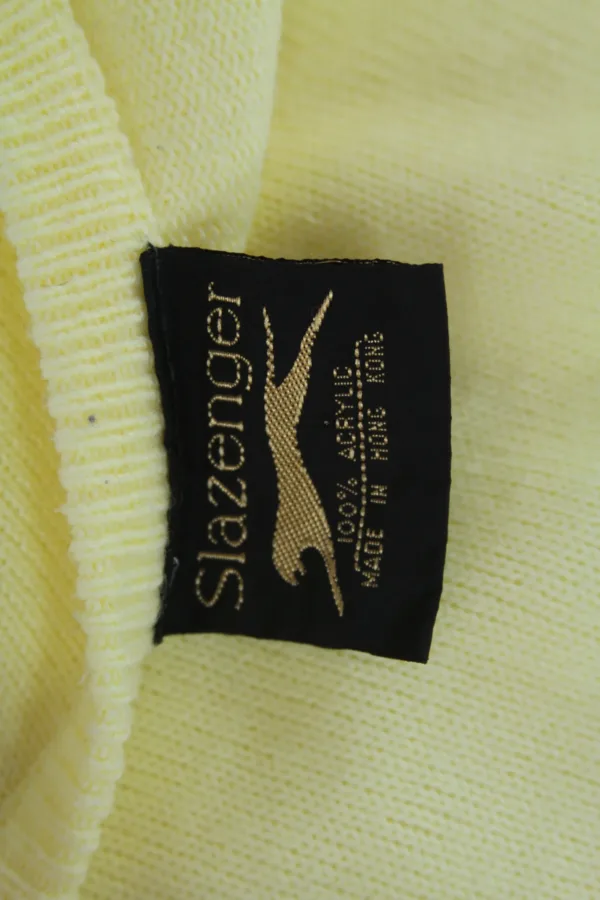 Slazenger
100% ACRYLIC
MADE IN HONG KONG